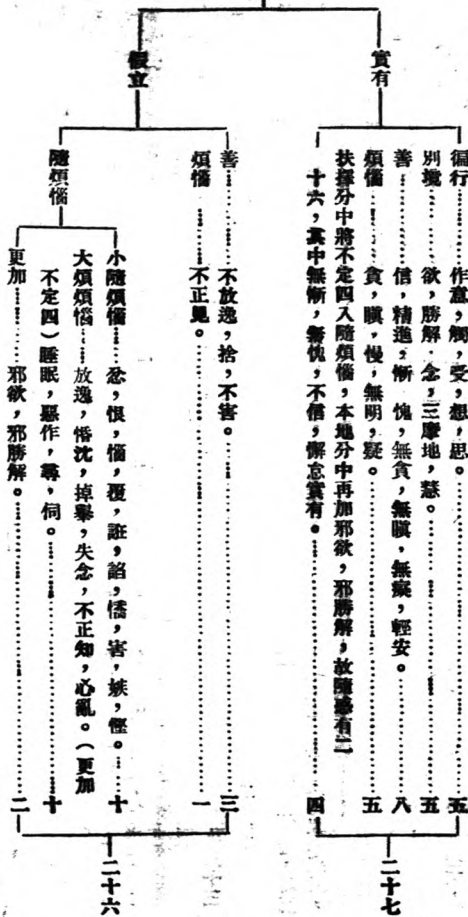 實有
徧行………作意,觸,受,想,思。………五
別境………欲,勝解.念,三摩地,慧。………五
善………信,精進,慚 愧,無貪,無瞋,無癡,輕安。………八
煩惱………貪,瞋,慢,無明,疑。………五
抉擇分中將不定四入隨煩惱,本地分中再加邪欲,邪勝解,故隨惑有二
十六,其中無慚,無愧,不信,懈怠實有。………四
二十七
假立
善………不放逸,捨,不害。………三
煩惱………不正見。………一
隨煩惱
小隨煩惱……忿,恨,惱,覆,誑,諂,憍,害,嫉,慳。……十
大煩煩惱……放逸,惛沈,掉舉,失念,不正知,心亂。(更加
不定四)睡眠,惡作,尋,伺。………十
更加………邪欲,邪勝解。………二
二十六